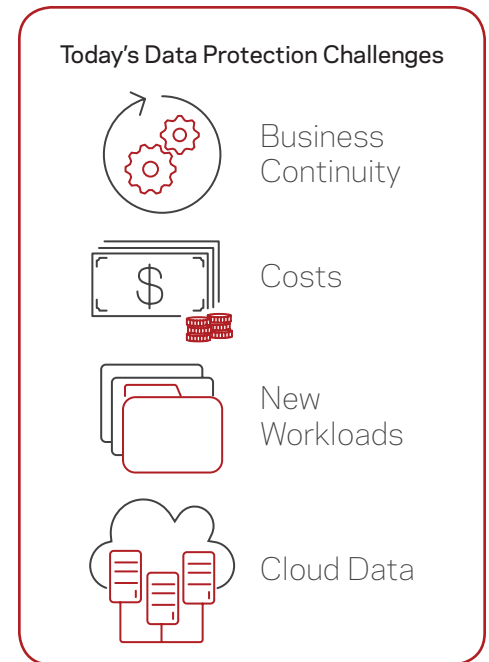 Today's Data Protection Challenges
Business
Continuity
$
Costs
New
Workloads
Cloud Data